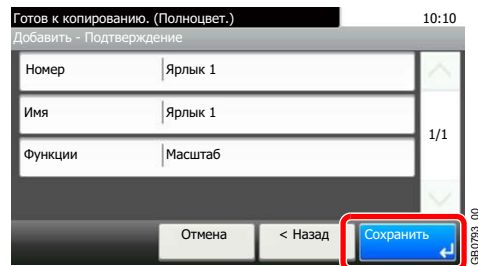 Готов к копированию. (Полноцвет.) 10:10
Добавить - Подтверждение
Номер Ярлык 1
Имя Ярлык 1
1/1
Функции Масштаб
Отмена < Назад Сохранить
GB0793_00